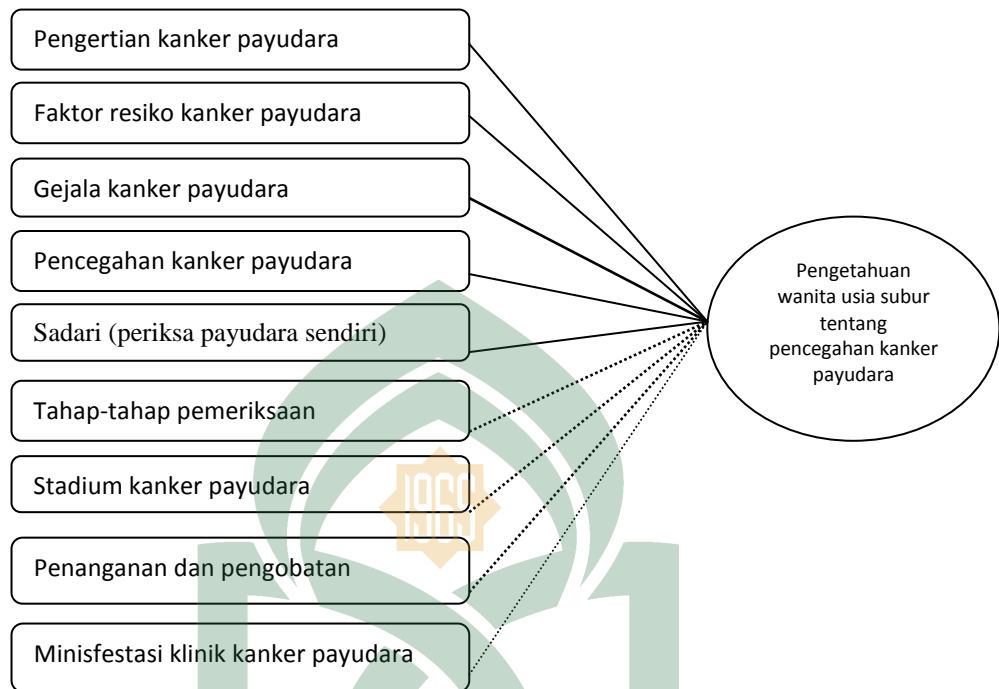 Pengertian kanker payudara
Faktor resiko kanker payudara
Gejala kanker payudara
Pencegahan kanker payudara
Sadari (periksa payudara sendiri)
Tahap-tahap pemeriksaan
Stadium kanker payudara
Penanganan dan pengobatan
Minisfestasi klinik kanker payudara
Pengetahuan
wanita usia subur
tentang
pencegahan kanker
payudara
1969